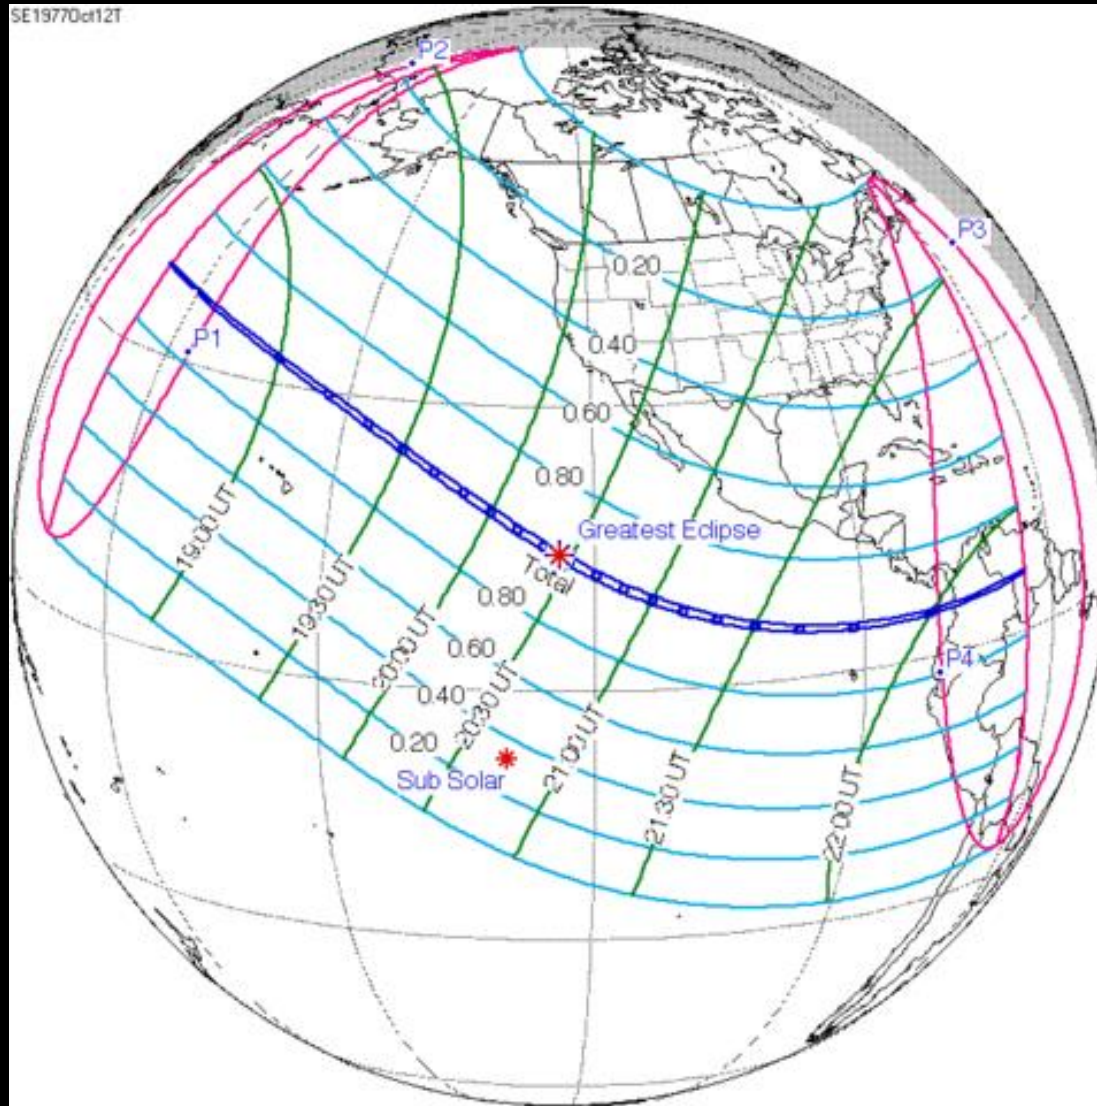 SE1977Oct12T
P2
P3
0.20
P1
0.40
0.60
0.80
19:00 UT
Greatest Eclipse
Total
19:30 UT
0.80
20:00 UT
0.60
P4
0.40
20:30 UT
0.20
21:00 UT
Sub Solar
21:30 UT
22:00 UT